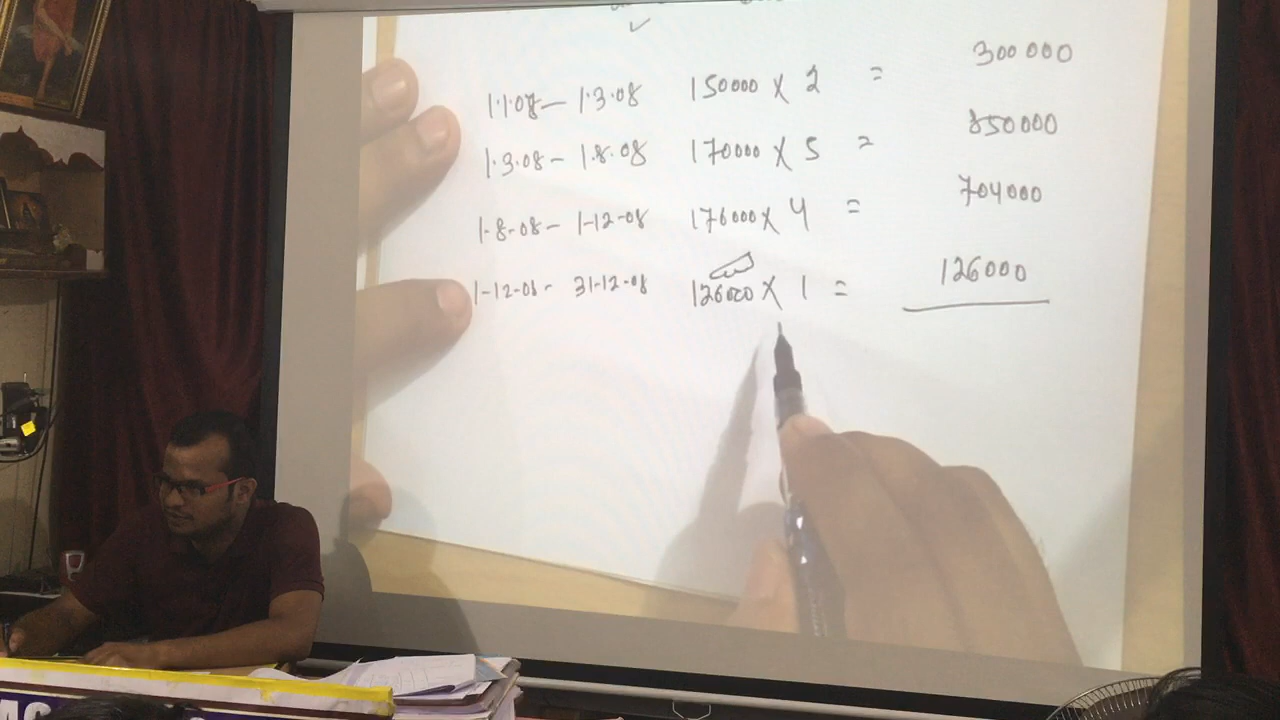 1.1.08 — 1.3.08 150000 X 2 = 300000
1.3.08 — 1.8.08 170000 X 5 = 850000
1-8-08 — 1-12-08 176000 X 4 = 704000
1-12-08 - 31-12-08 126000 X 1 = 126000